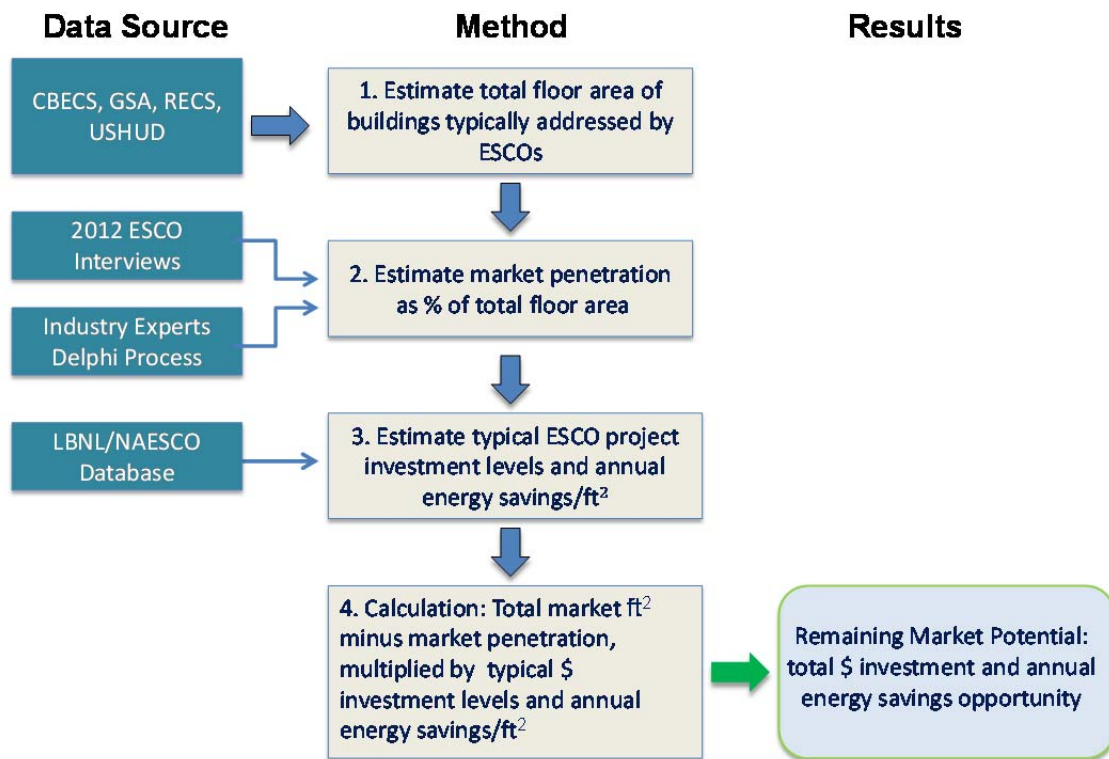 Data Source
Method
Results
CBECS, GSA, RECS,
USHUD
1. Estimate total floor area of
buildings typically addressed by
ESCOs
2012 ESCO
Interviews
Industry Experts
Delphi Process
2. Estimate market penetration
as % of total floor area
LBNL/NAESCO
Database
3. Estimate typical ESCO project
investment levels and annual
energy savings/ft²
4. Calculation: Total market ft²
minus market penetration,
multiplied by typical $
investment levels and annual
energy savings/ft²
Remaining Market Potential:
total $ investment and annual
energy savings opportunity